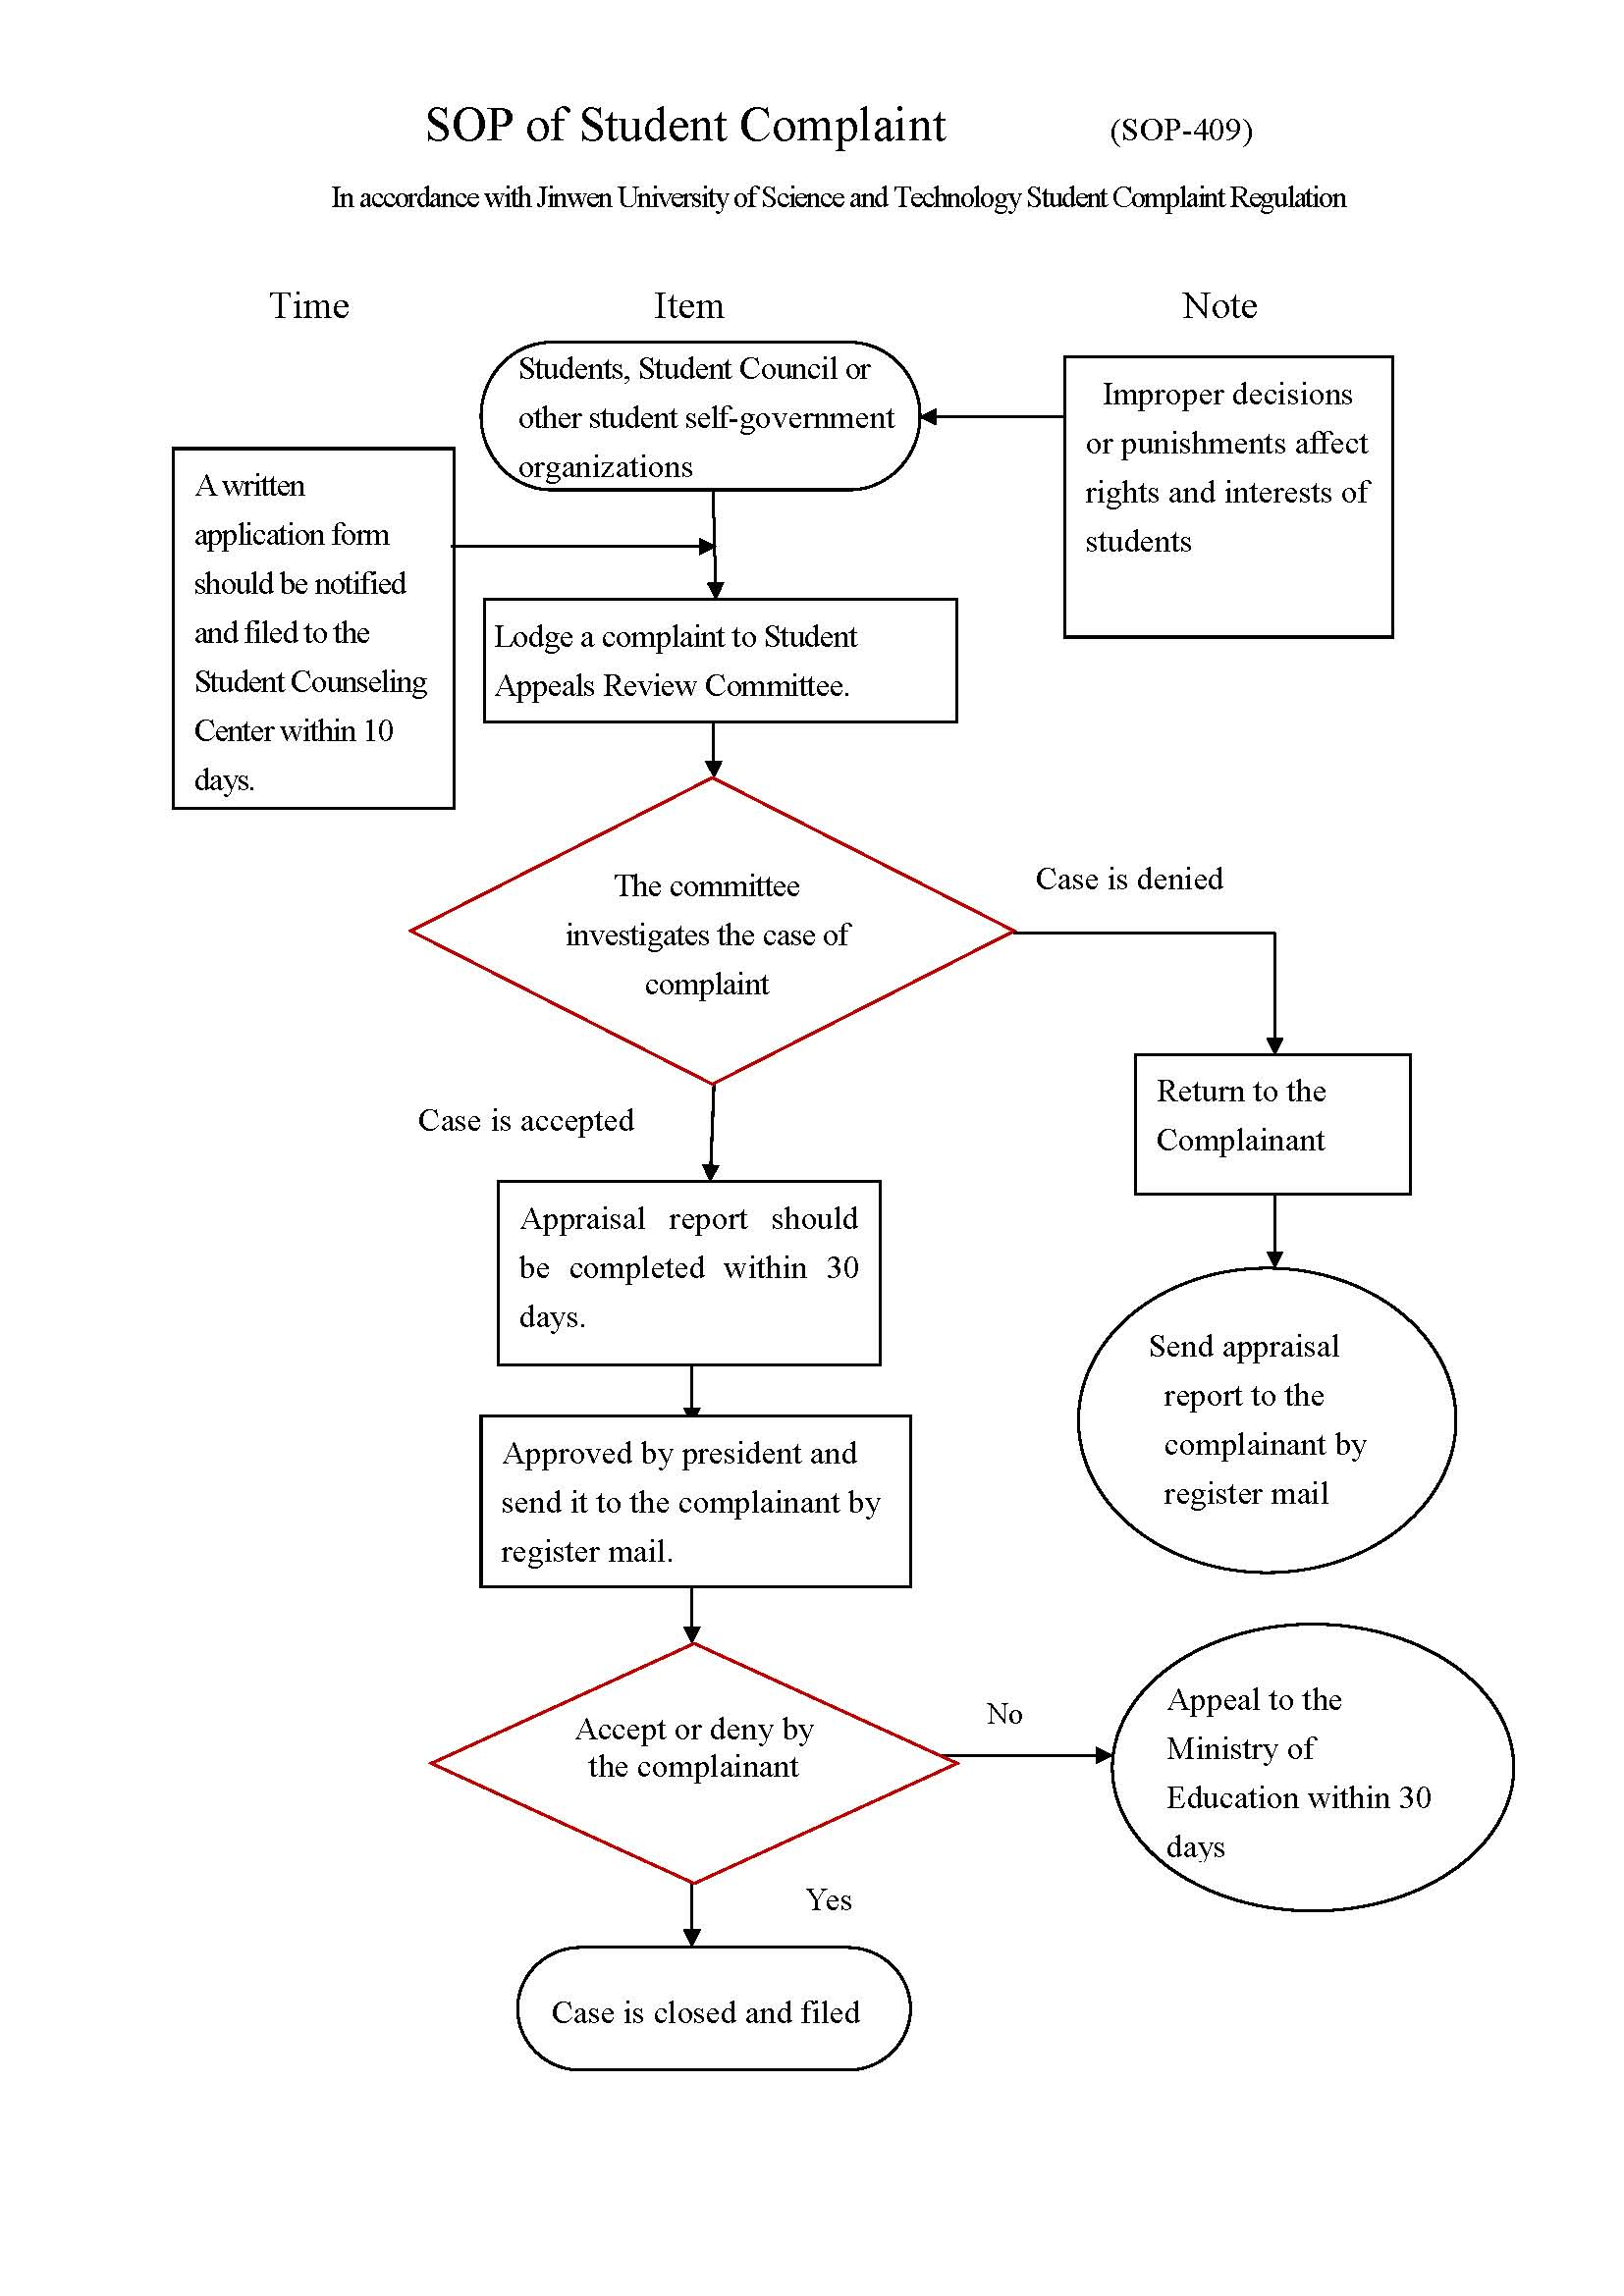 SOP of Student Complaint (SOP-409)
In accordance with Jinwen University of Science and Technology Student Complaint Regulation
Time Item Note
Students, Student Council or
other student self-government
organizations
Improper decisions
or punishments affect
rights and interests of
students
A written
application form
should be notified
and filed to the
Student Counseling
Center within 10
days.
Lodge a complaint to Student
Appeals Review Committee.
The committee
investigates the case of
complaint
Case is denied
Case is accepted
Return to the
Complainant
Appraisal report should
be completed within 30
days.
Send appraisal
report to the
complainant by
register mail
Approved by president and
send it to the complainant by
register mail.
Accept or deny by
the complainant
No
Appeal to the
Ministry of
Education within 30
days
Yes
Case is closed and filed